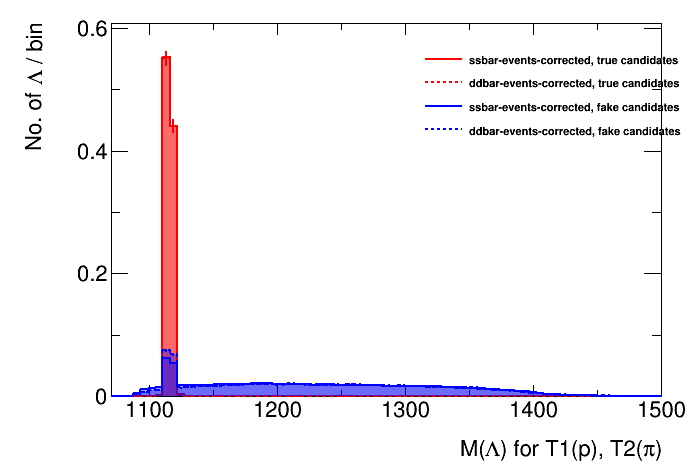 No. of Λ / bin
0.6
0.4
0.2
0
ssbar-events-corrected, true candidates
ddbar-events-corrected, true candidates
ssbar-events-corrected, fake candidates
ddbar-events-corrected, fake candidates
1100 1200 1300 1400 1500
M(Λ) for T1(p), T2(π)